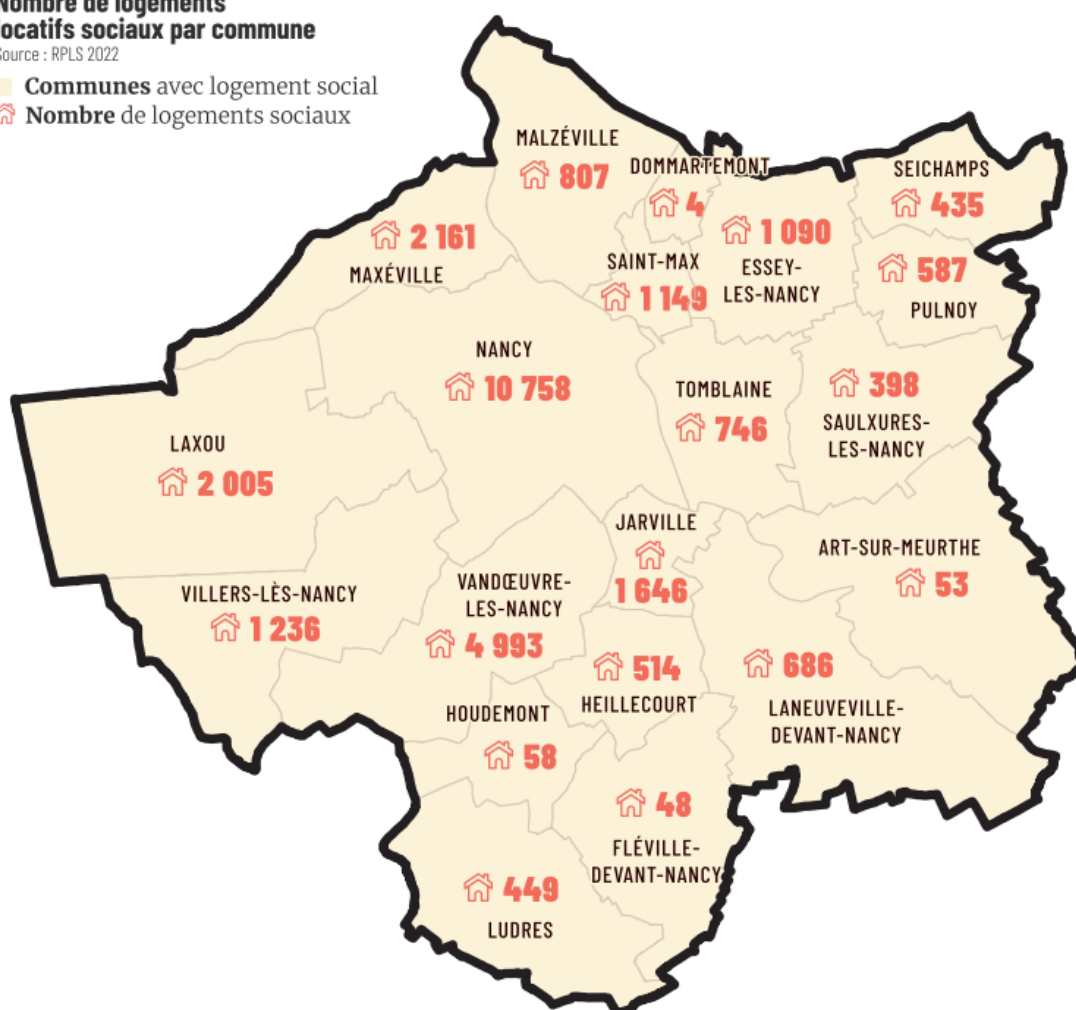 Nombre de logements
locatifs sociaux par commune
Source : RPLS 2022
Communes avec logement social
Nombre de logements sociaux
MALZÉVILLE
807
DOMMARTEMONT
4
SEICHAMPS
435
2 161
MAXÉVILLE
1 090
ESSEY-
LES-NANCY
SAINT-MAX
1 149
587
PULNOY
NANCY
10 758
TOMBLAINE
746
398
SAULXURES-
LES-NANCY
LAXOU
2 005
JARVILLE
1 646
ART-SUR-MEURTHE
53
VILLERS-LÈS-NANCY
1 236
VANDŒUVRE-
LES-NANCY
4 993
514
HEILLECOURT
686
LANEUVEVILLE-
DEVANT-NANCY
HOUDEMONT
58
48
FLÉVILLE-
DEVANT-NANCY
449
LUDRES